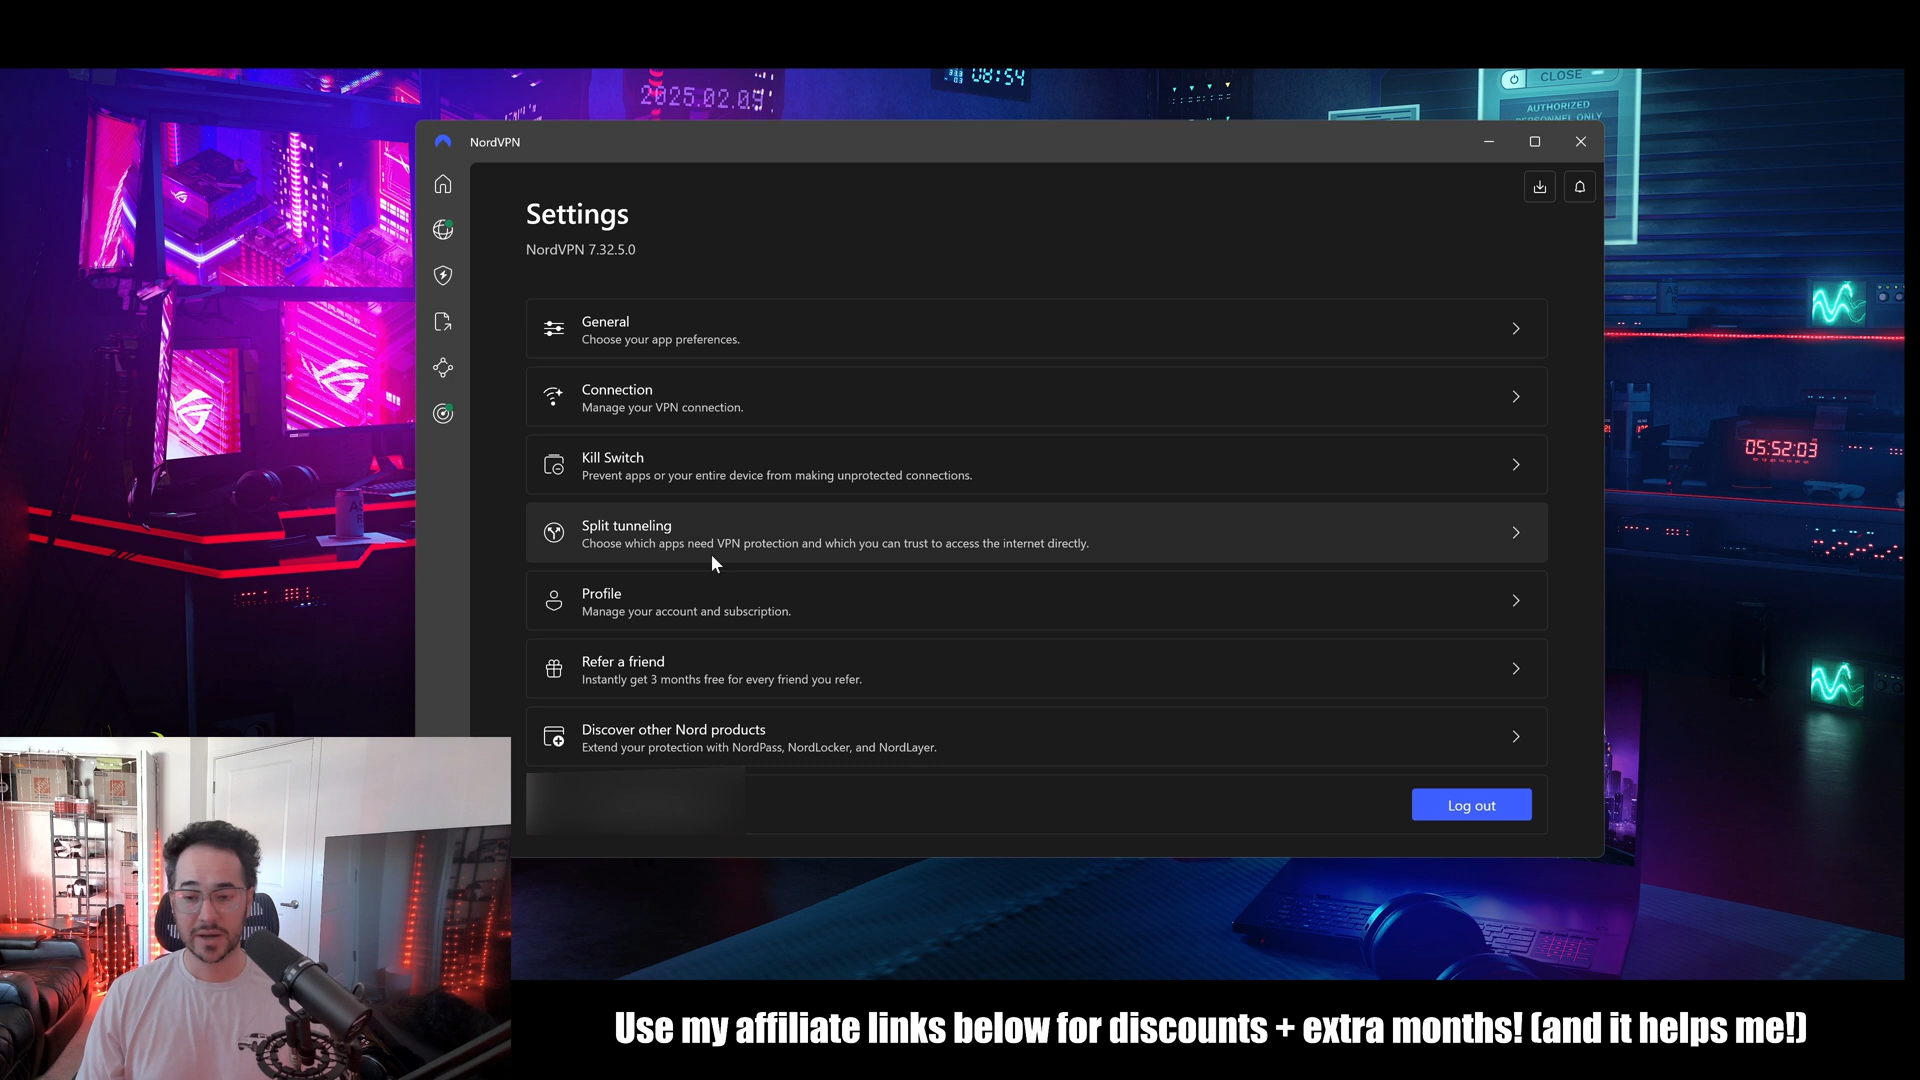 2025.02.05
08:54
CLOSE
AUTHORIZED
PERSONNEL ONLY
NordVPN
Settings
NordVPN 7.32.5.0
General
Choose your app preferences.
Connection
Manage your VPN connection.
Kill Switch
Prevent apps or your entire device from making unprotected connections.
Split tunneling
Choose which apps need VPN protection and which you can trust to access the internet directly.
Profile
Manage your account and subscription.
Refer a friend
Instantly get 3 months free for every friend you refer.
Discover other Nord products
Extend your protection with NordPass, NordLocker, and NordLayer.
Log out
05:52:03
Use my affiliate links below for discounts + extra months! (and it helps me!)